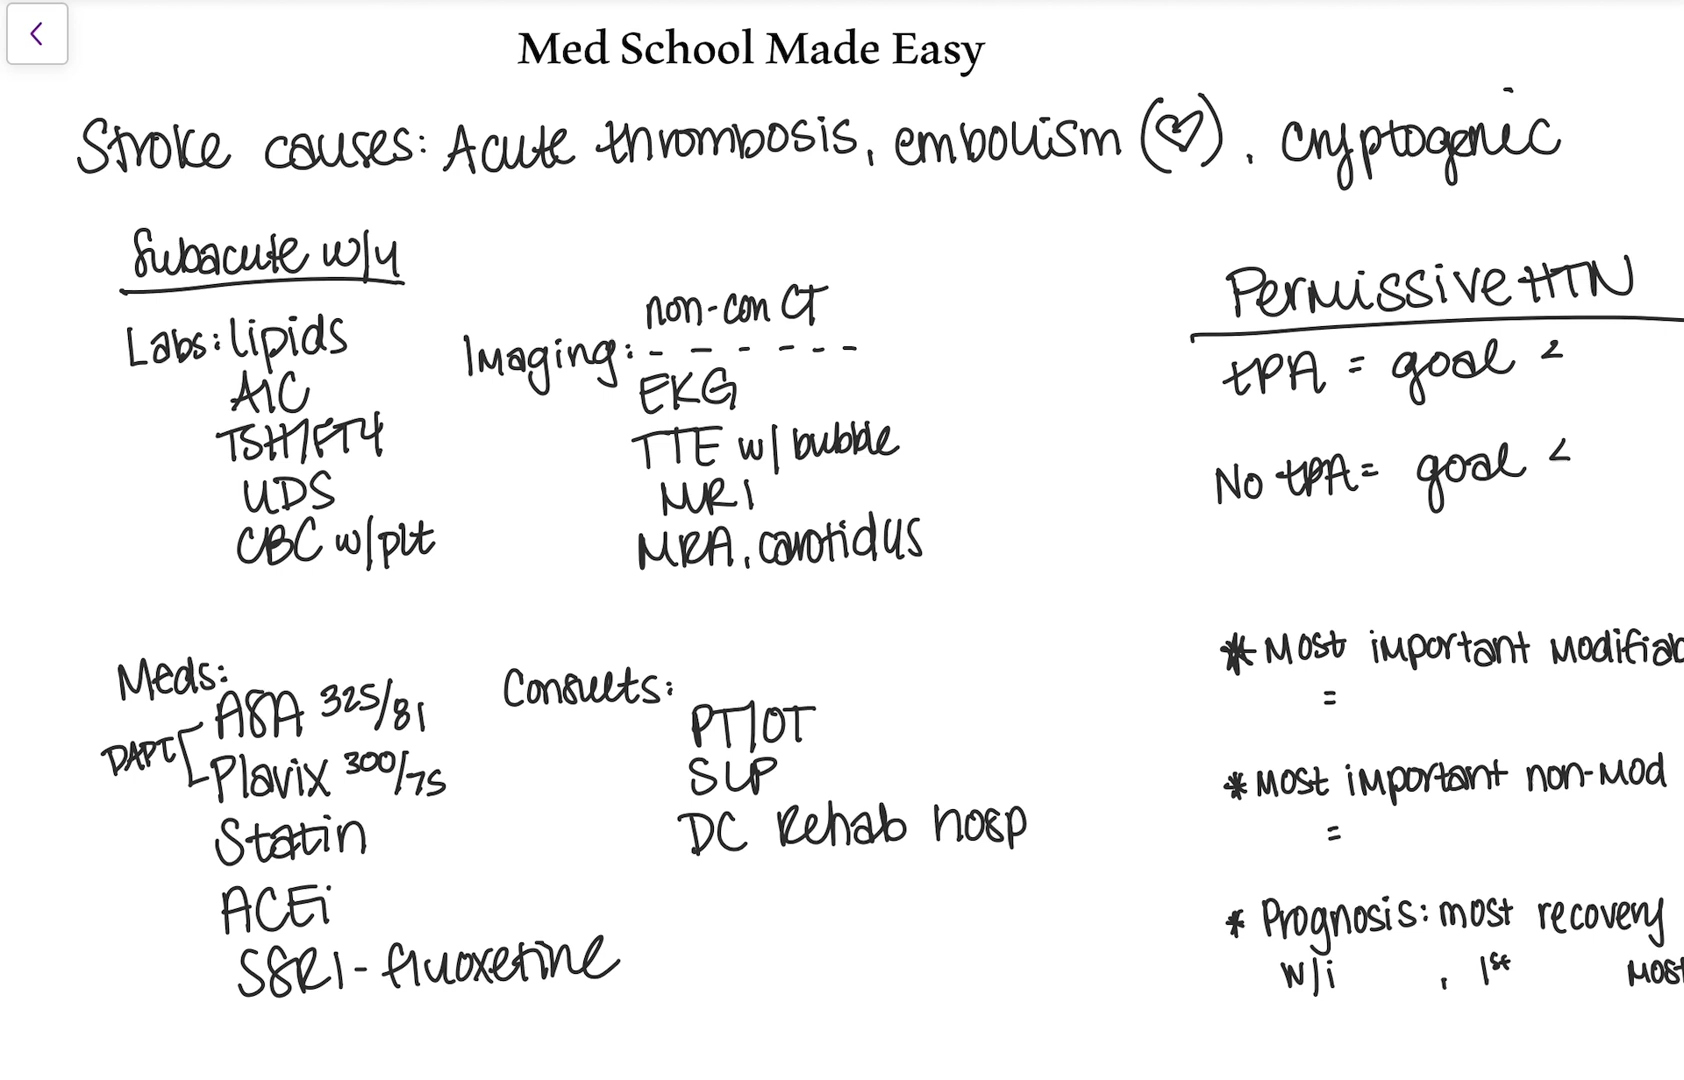 Med School Made Easy
Stroke causes: Acute thrombosis, embolism (♡), cryptogenic
Subacute w/u
Labs: lipids
A1C
TSH/FT4
UDS
CBC w/plt
Imaging: non-con CT
EKG
TTE w/ bubble
MRI
MRA, carotid us
Permissive HTN
tPA = goal <
No tPA = goal <
Meds:
ASA 325/81
DAPT
Plavix 300/75
Statin
ACEi
SSRI - fluoxetine
Consults:
PT/OT
SLP
DC Rehab hosp
* Most important modifiab
=
* Most important non-mod
=
* Prognosis: most recovery
w/i , 1st most